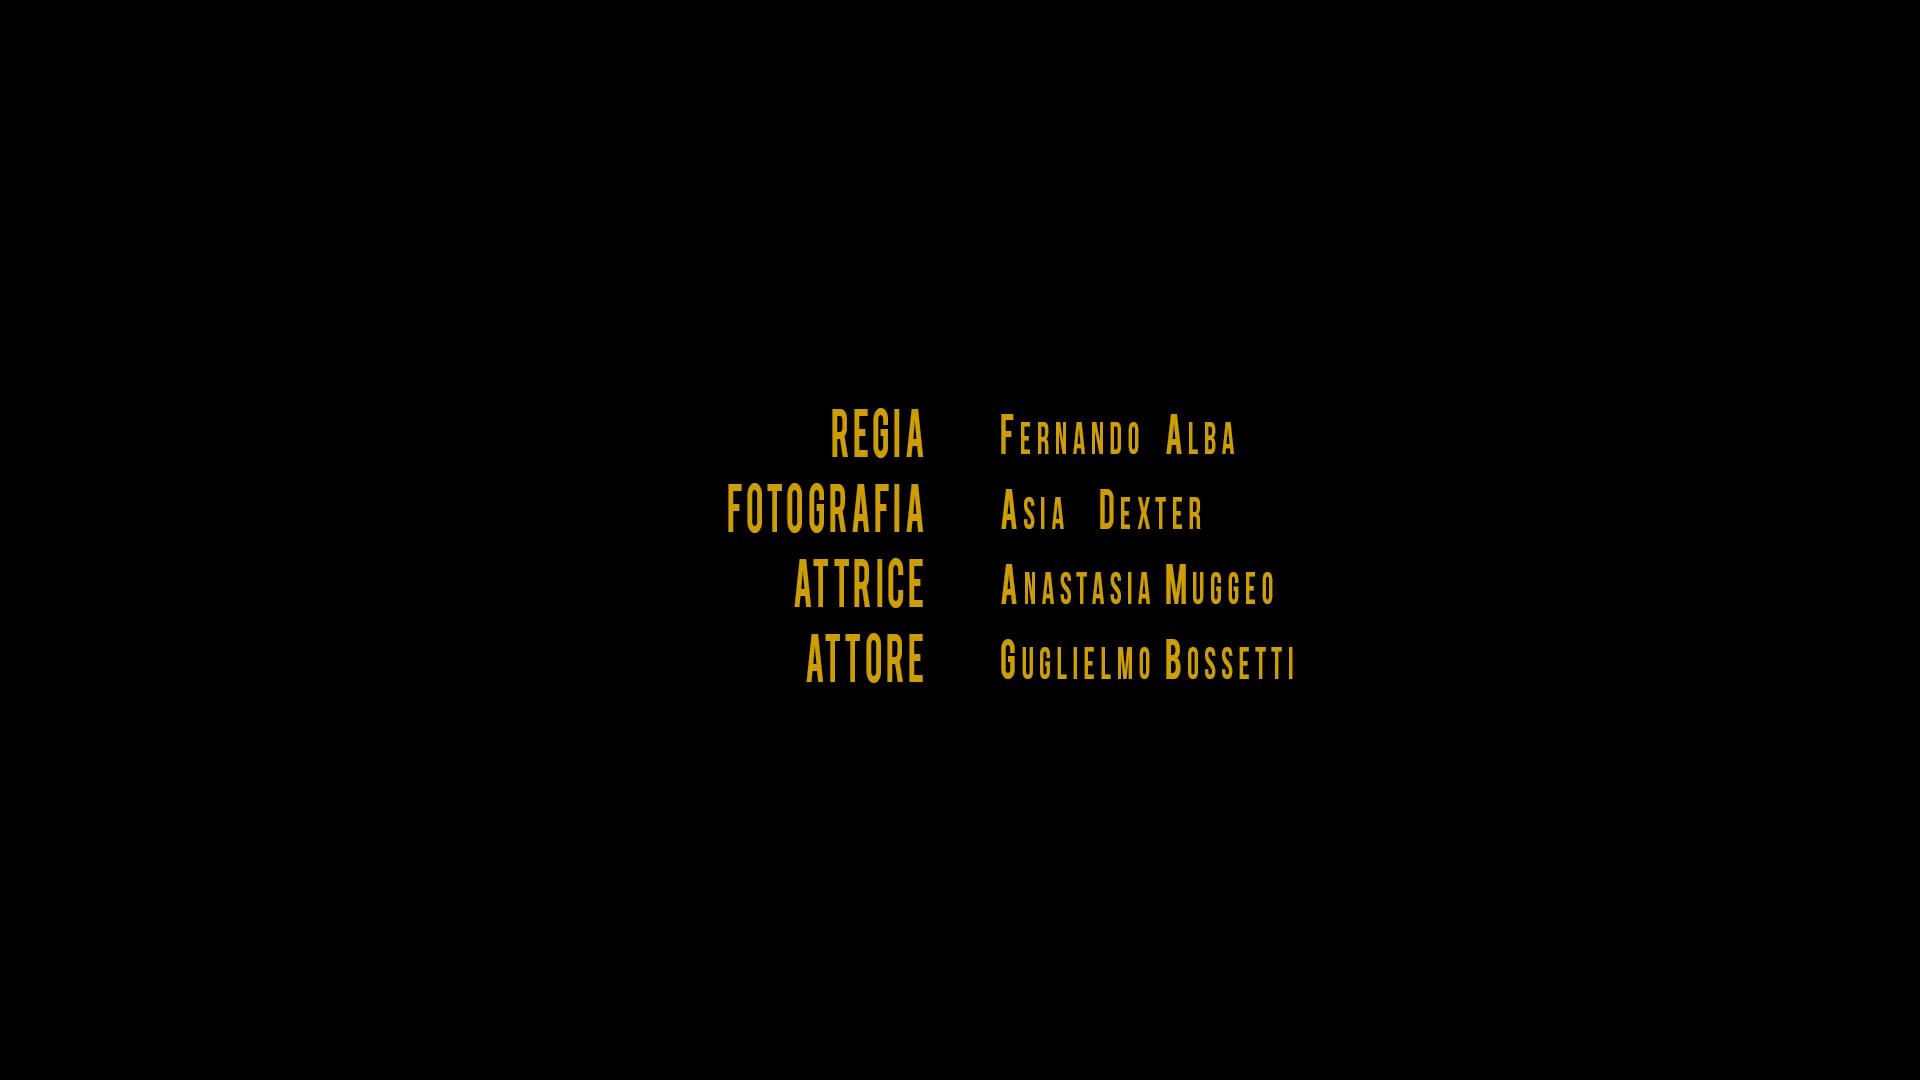 REGIA Fernando Alba
FOTOGRAFIA Asia Dexter
ATTRICE Anastasia Muggeo
ATTORE Guglielmo Bossetti